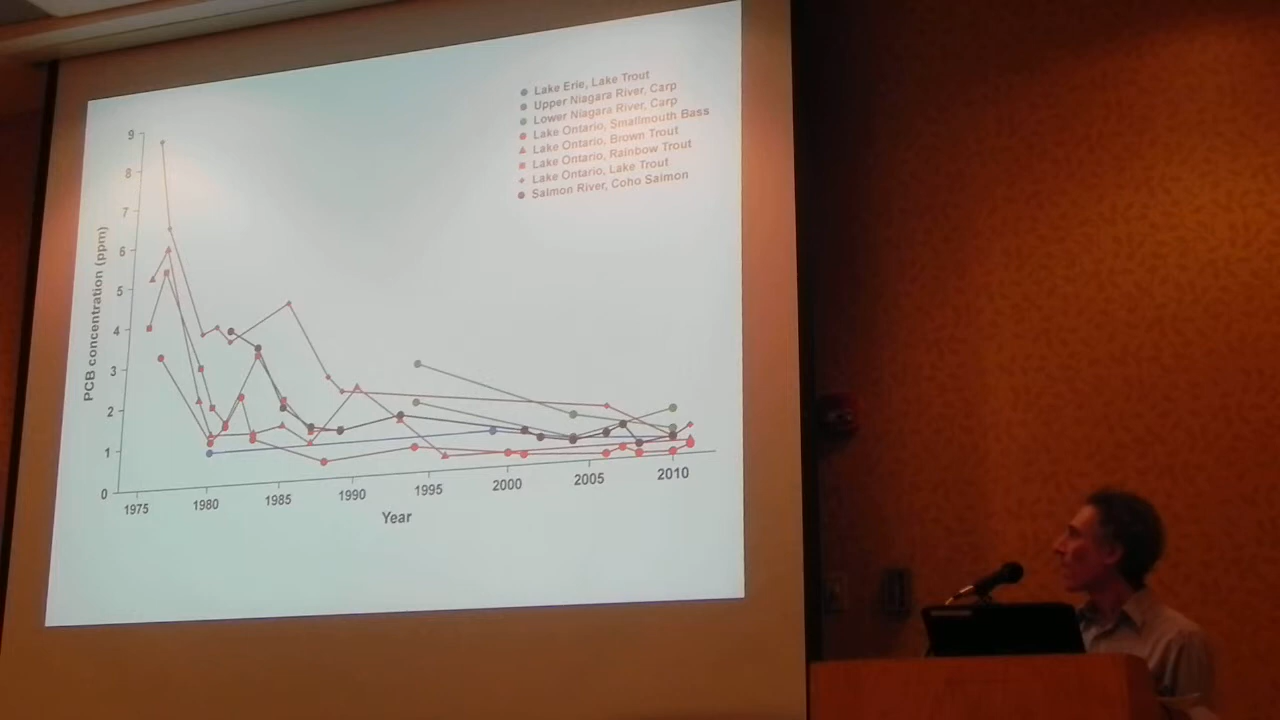 Lake Erie, Lake Trout
Upper Niagara River, Carp
Lower Niagara River, Carp
Lake Ontario, Smallmouth Bass
Lake Ontario, Brown Trout
Lake Ontario, Rainbow Trout
Lake Ontario, Lake Trout
Salmon River, Coho Salmon
PCB concentration (ppm)
9
8
7
6
5
4
3
2
1
0
1975 1980 1985 1990 1995 2000 2005 2010
Year